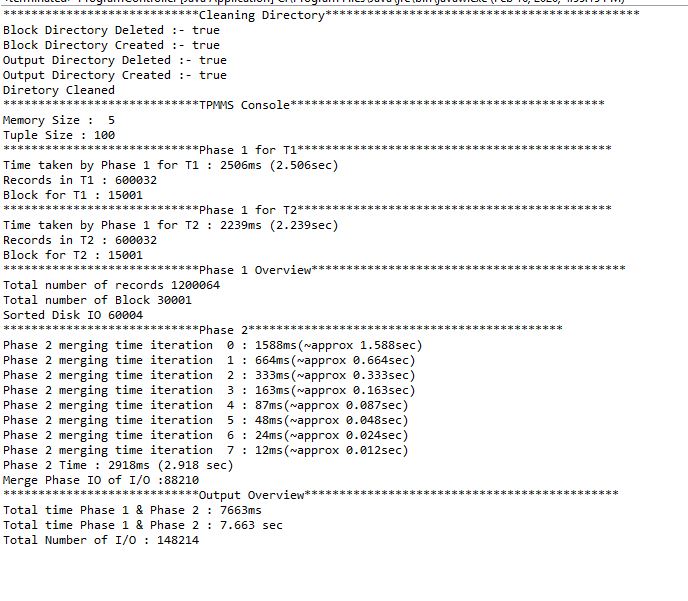 <terminated> ProgramController [Java Application] C:\Program Files\Java\jre\bin\javaw.exe (Feb 10, 2020,
***************************Cleaning Directory*******************************************
Block Directory Deleted :- true
Block Directory Created :- true
Output Directory Deleted :- true
Output Directory Created :- true
Diretory Cleaned
***************************TPMMS Console*******************************************
Memory Size :  5
Tuple Size : 100
***************************Phase 1 for T1*******************************************
Time taken by Phase 1 for T1 : 2506ms (2.506sec)
Records in T1 : 600032
Block for T1 : 15001
***************************Phase 1 for T2*******************************************
Time taken by Phase 1 for T2 : 2239ms (2.239sec)
Records in T2 : 600032
Block for T2 : 15001
***************************Phase 1 Overview*******************************************
Total number of records 1200064
Total number of Block 30001
Sorted Disk IO 60004
***************************Phase 2*******************************************
Phase 2 merging time iteration  0 : 1588ms(~approx 1.588sec)
Phase 2 merging time iteration  1 : 664ms(~approx 0.664sec)
Phase 2 merging time iteration  2 : 333ms(~approx 0.333sec)
Phase 2 merging time iteration  3 : 163ms(~approx 0.163sec)
Phase 2 merging time iteration  4 : 87ms(~approx 0.087sec)
Phase 2 merging time iteration  5 : 48ms(~approx 0.048sec)
Phase 2 merging time iteration  6 : 24ms(~approx 0.024sec)
Phase 2 merging time iteration  7 : 12ms(~approx 0.012sec)
Phase 2 Time : 2918ms (2.918 sec)
Merge Phase IO of I/O :88210
***************************Output Overview*******************************************
Total time Phase 1 & Phase 2 : 7663ms
Total time Phase 1 & Phase 2 : 7.663 sec
Total Number of I/O : 148214